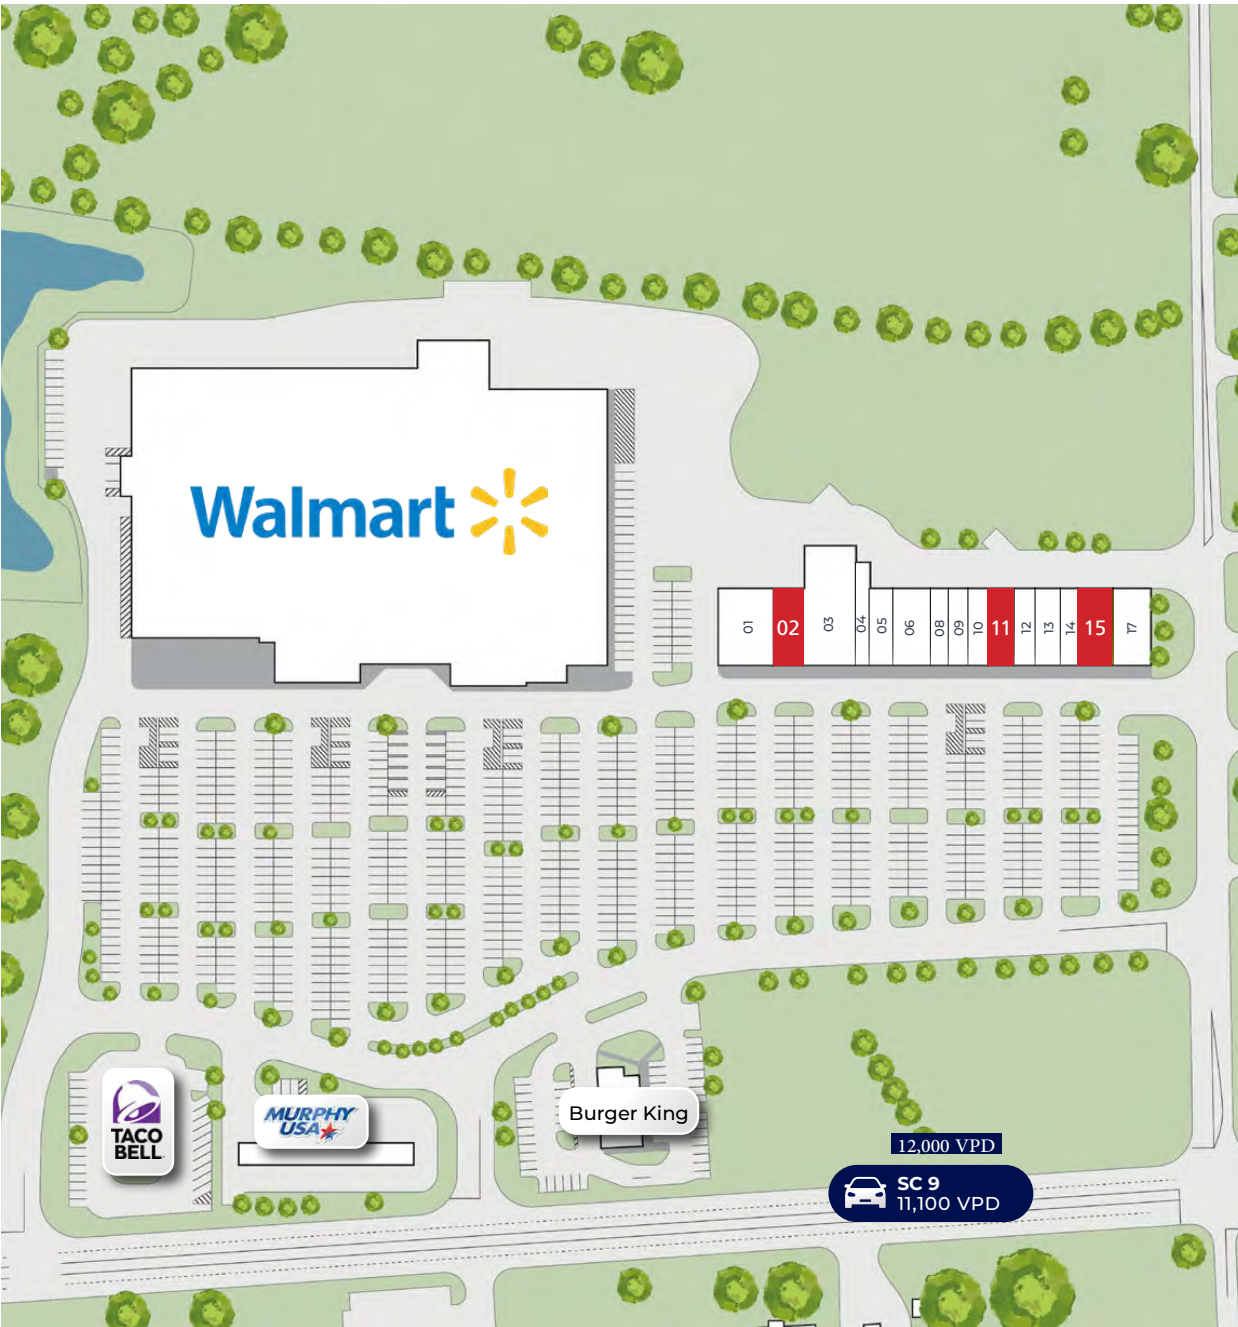 Walmart
01
02
03
04
05
06
08
09
10
11
12
13
14
15
17
TACO
BELL
MURPHY
USA
Burger King
12,000 VPD
SC 9
11,100 VPD